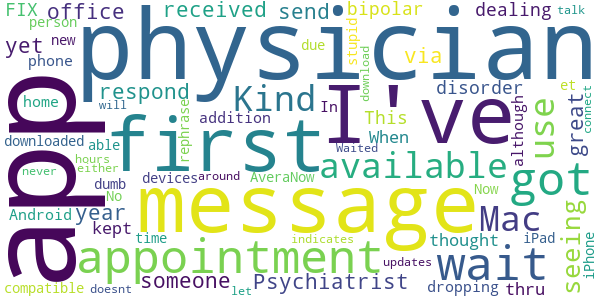 FIX office received send bipolar dealing talk
person
yet new physician via
phone due stupid download
app respond Kind I've disorder
home will addition In This although great et
first rephrase When use connect
downloaded able available
hours
never either devices around AveraNow Now got
dumb No
Android year message Mac seeing
kept time indicates thought iPad iPhone
appointment wait
someone updates
compatible doesnt let Psychiatrist dropping thru